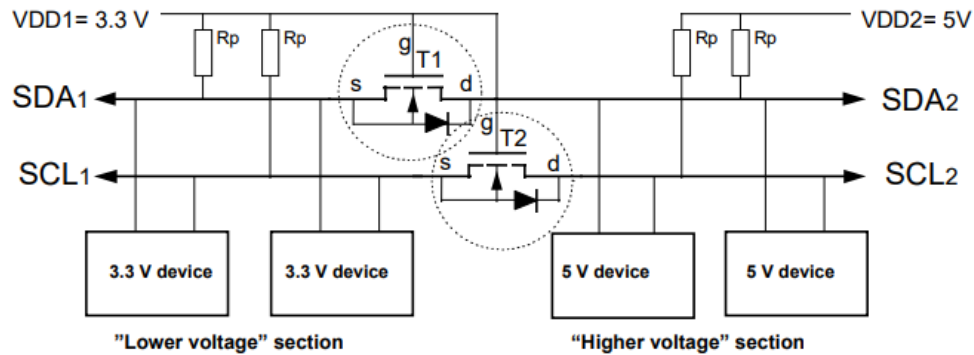 VDD1= 3.3 V
VDD2= 5V
Rp
Rp
Rp
Rp
g
T1
SDA1
s
d
SDA2
g
T2
SCL1
s
d
SCL2
3.3 V device
3.3 V device
5 V device
5 V device
”Lower voltage” section
“Higher voltage” section